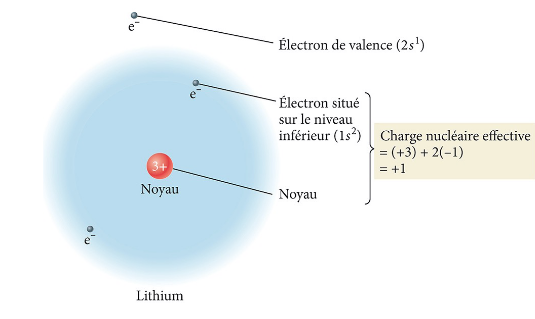 e⁻
Électron de valence (2s¹)
e⁻
Électron situé
sur le niveau
inférieur (1s²)
Charge nucléaire effective
= (+3) + 2(–1)
= +1
3+
Noyau
Noyau
e⁻
Lithium